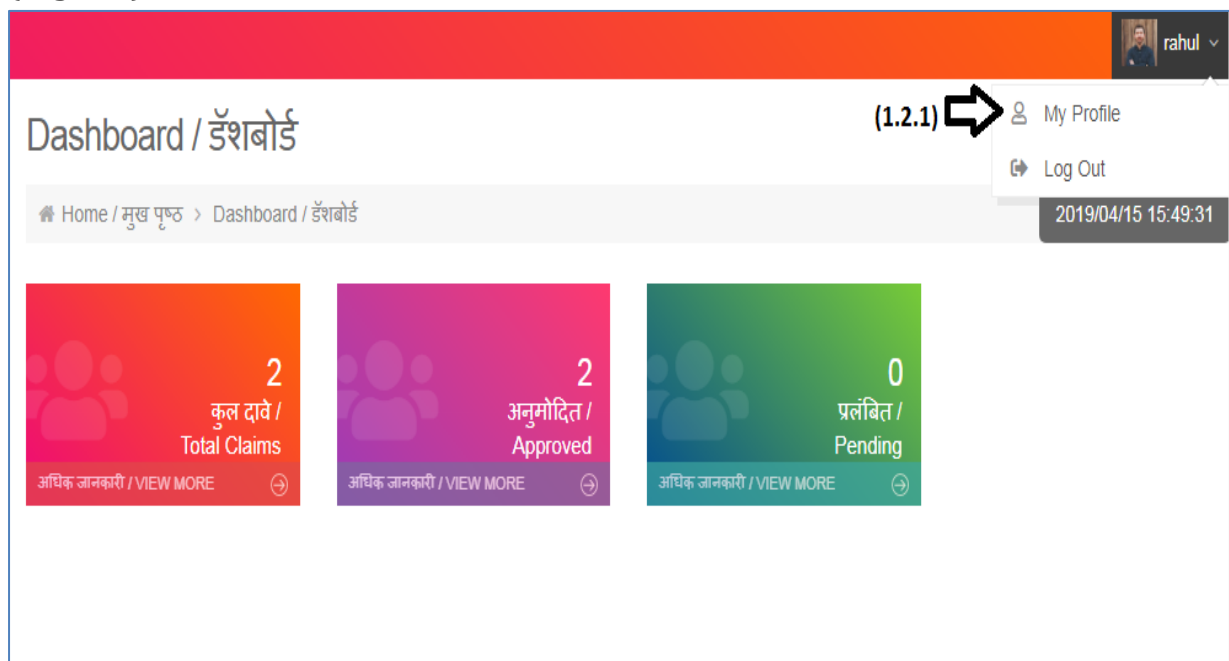 rahul
(1.2.1)
My Profile
Log Out
Dashboard / डॅशबोर्ड
Home / मुख पृष्ठ > Dashboard / डॅशबोर्ड
2019/04/15 15:49:31
2
कुल दावे /
Total Claims
अधिक जानकारी / VIEW MORE
2
अनुमोदित /
Approved
अधिक जानकारी / VIEW MORE
0
प्रलंबित /
Pending
अधिक जानकारी / VIEW MORE